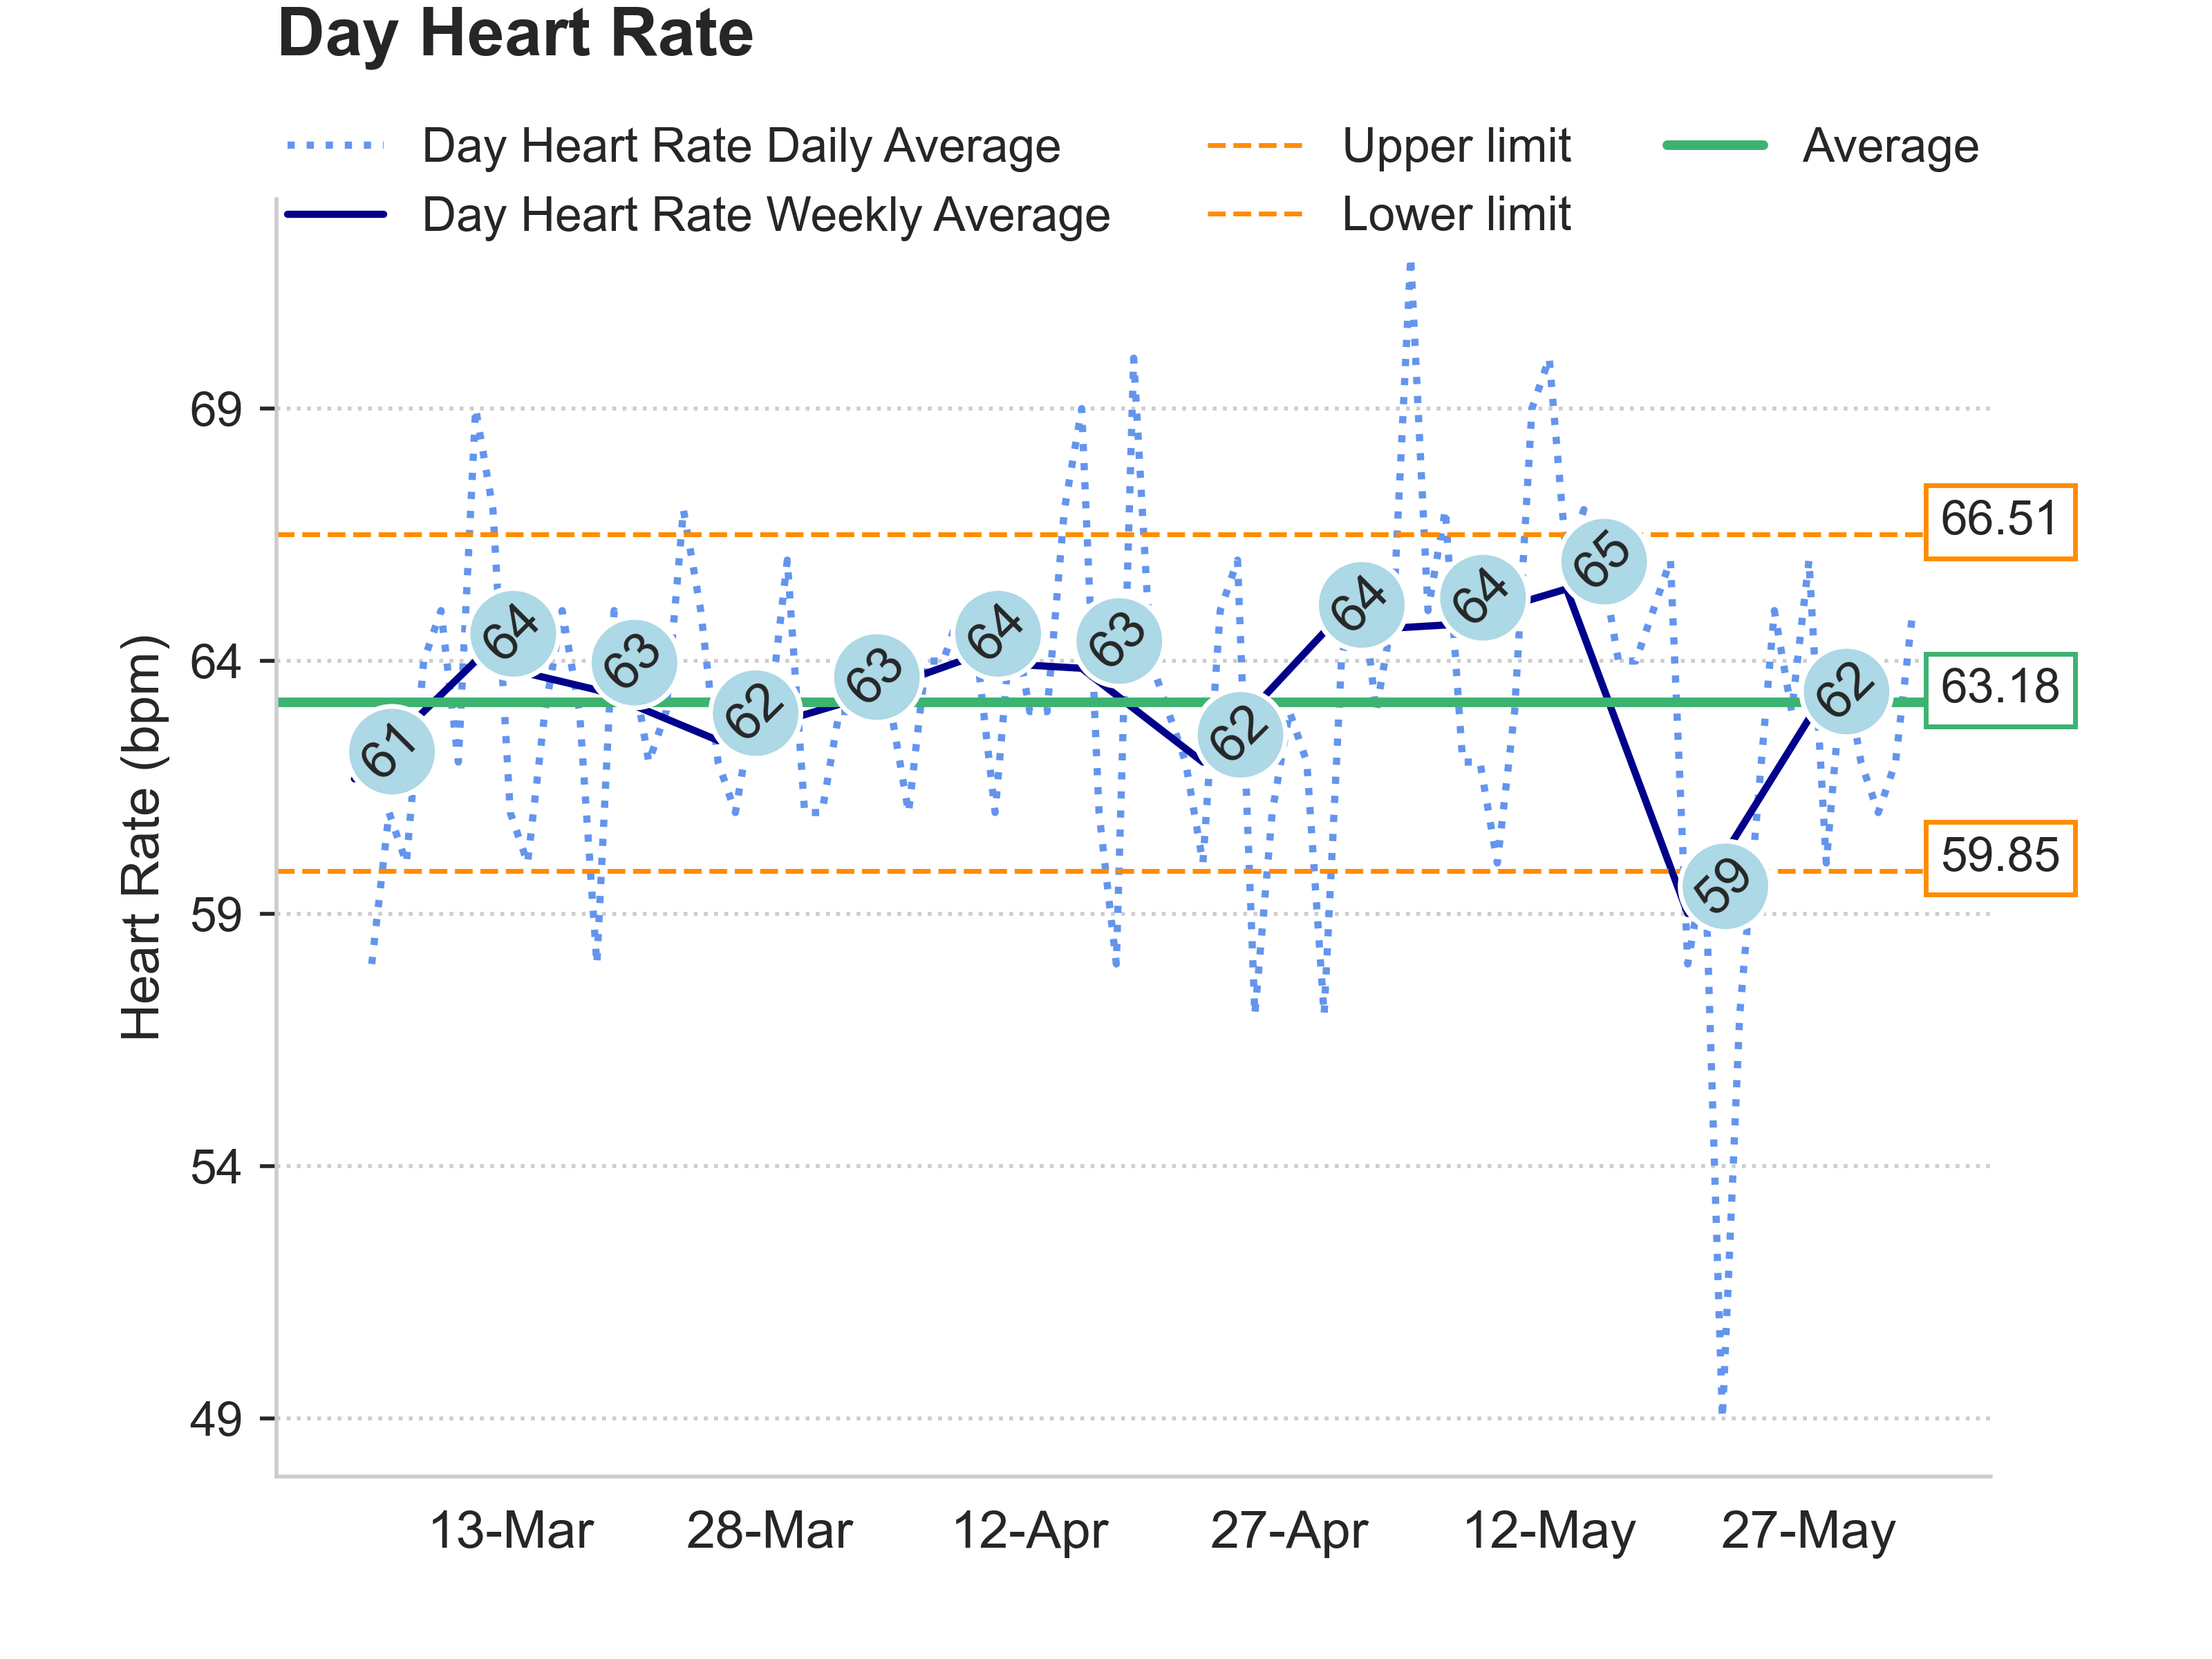 Day Heart Rate
Day Heart Rate Daily Average
Upper limit
Average
Day Heart Rate Weekly Average
Lower limit
Heart Rate (bpm)
69
64
59
54
49
61
64
63
62
63
64
63
62
64
64
65
59
62
66.51
63.18
59.85
13-Mar
28-Mar
12-Apr
27-Apr
12-May
27-May